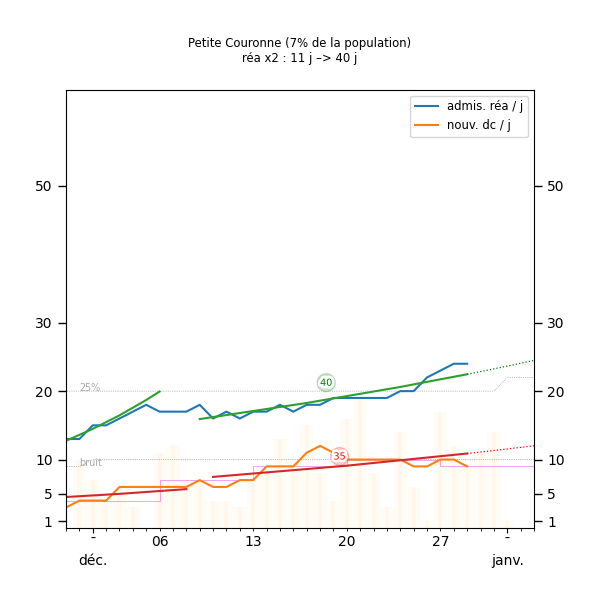 Petite Couronne (7% de la population)
réa x2 : 11 j –> 40 j
admis. réa / j
nouv. dc / j
50
50
30
30
40
25%
20
20
35
bruit
10
10
5
5
1
1
- 06 13 20 27 -
déc. janv.